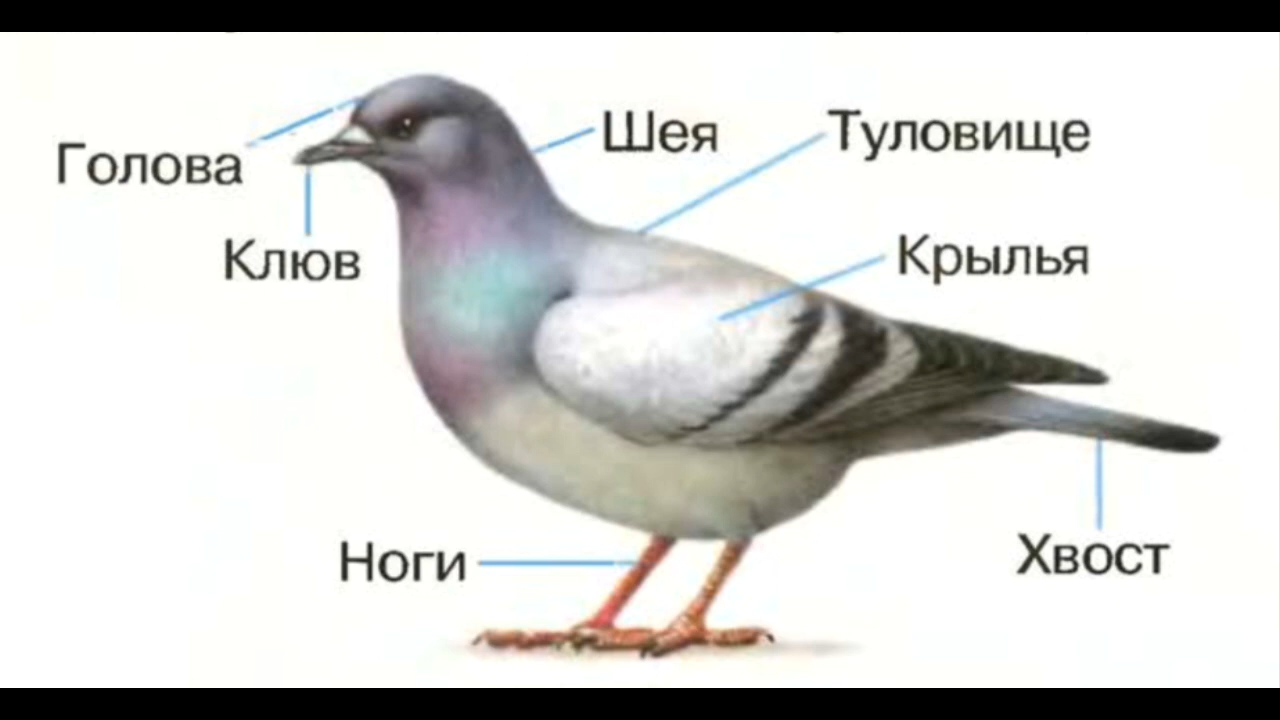 Шея
Туловище
Голова
Клюв
Крылья
Ноги
Хвост